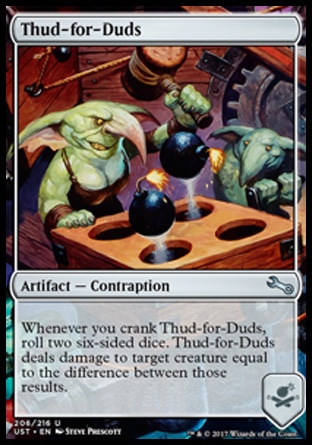 Thud-for-Duds
Artifact — Contraption
Whenever you crank Thud-for-Duds,
roll two six-sided dice. Thud-for-Duds
deals damage to target creature equal
to the difference between those
results.
206/216 U
UST • EN Steve Prescott
™ & © 2017 Wizards of the Coast